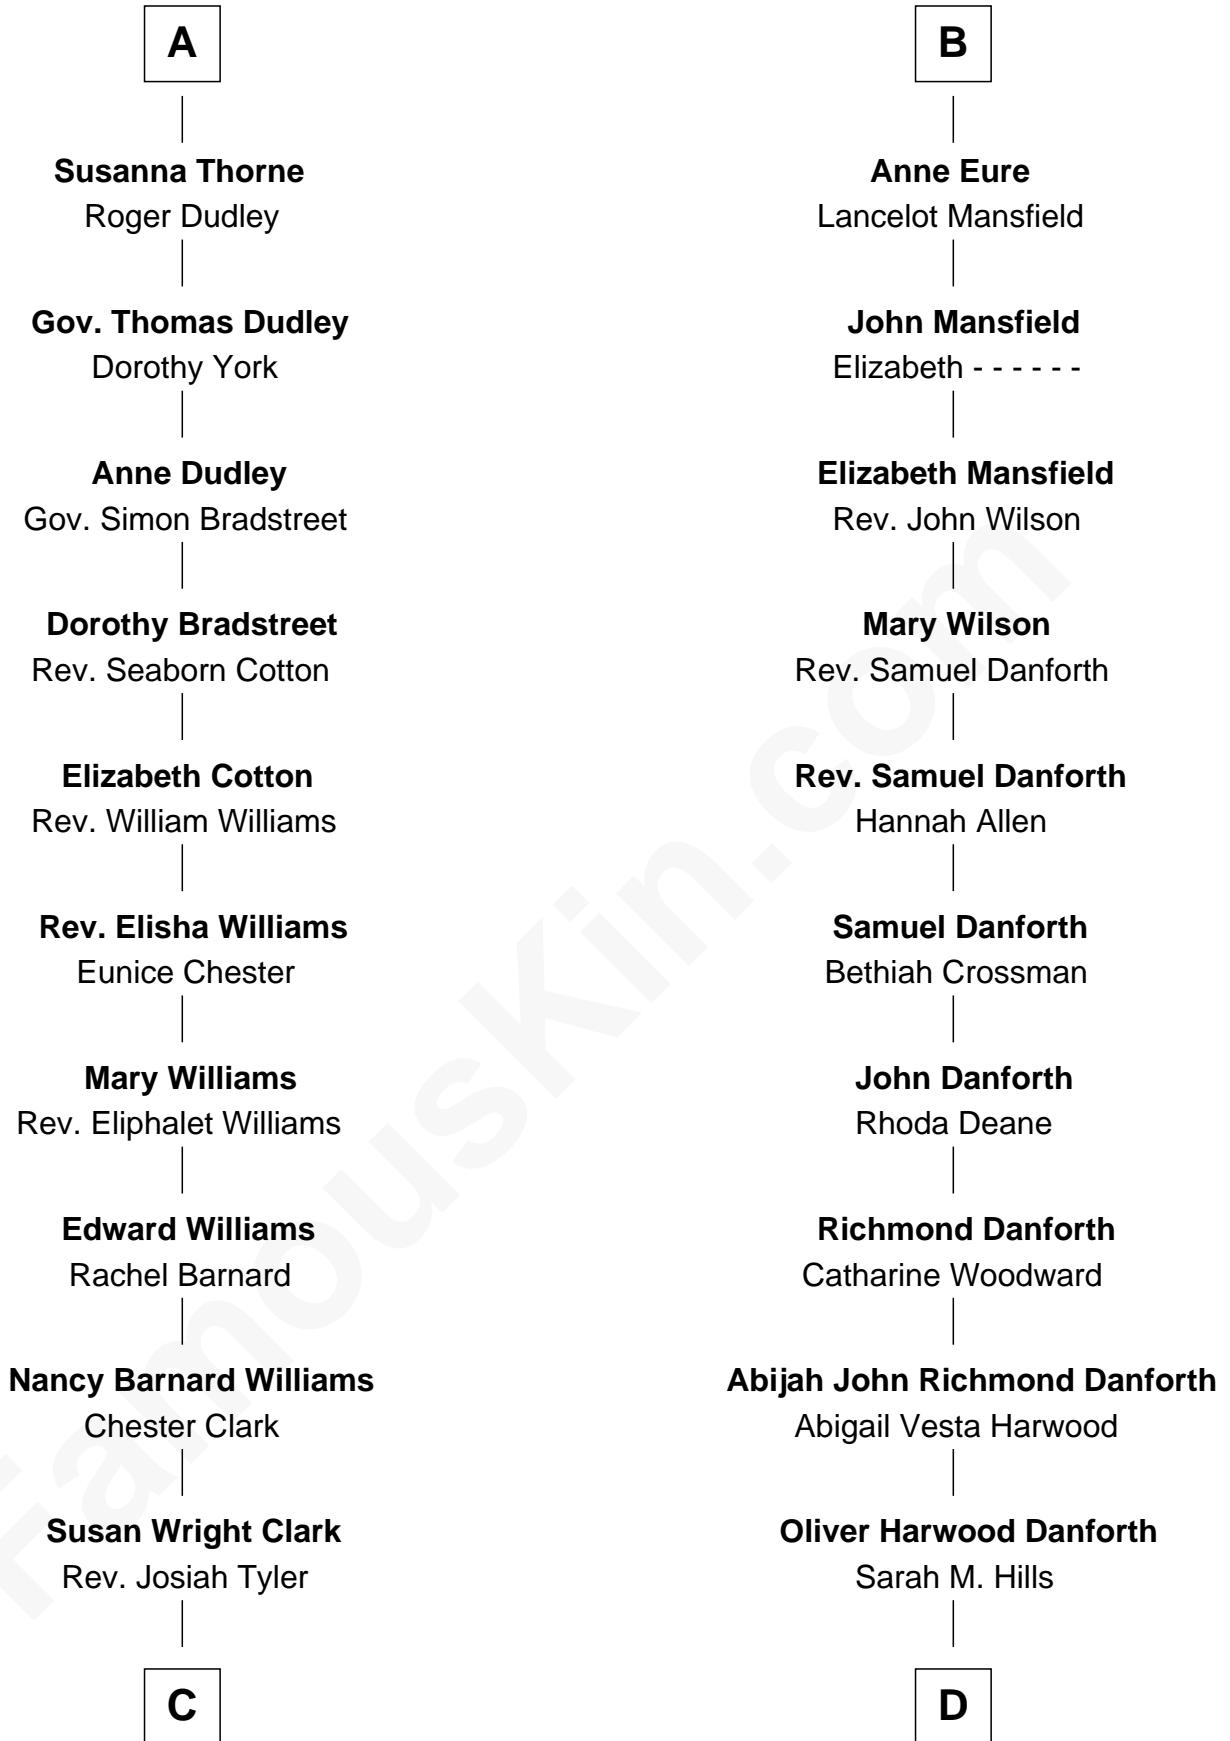 A
Susanna Thorne
Roger Dudley
Gov. Thomas Dudley
Dorothy York
Anne Dudley
Gov. Simon Bradstreet
Dorothy Bradstreet
Rev. Seaborn Cotton
Elizabeth Cotton
Rev. William Williams
Rev. Elisha Williams
Eunice Chester
Mary Williams
Rev. Eliphalet Williams
Edward Williams
Rachel Barnard
Nancy Barnard Williams
Chester Clark
Susan Wright Clark
Rev. Josiah Tyler
C
B
Anne Eure
Lancelot Mansfield
John Mansfield
Elizabeth - - - - - -
Elizabeth Mansfield
Rev. John Wilson
Mary Wilson
Rev. Samuel Danforth
Rev. Samuel Danforth
Hannah Allen
Samuel Danforth
Bethiah Crossman
John Danforth
Rhoda Deane
Richmond Danforth
Catharine Woodward
Abijah John Richmond Danforth
Abigail Vesta Harwood
Oliver Harwood Danforth
Sarah M. Hills
D
FamousKin.com